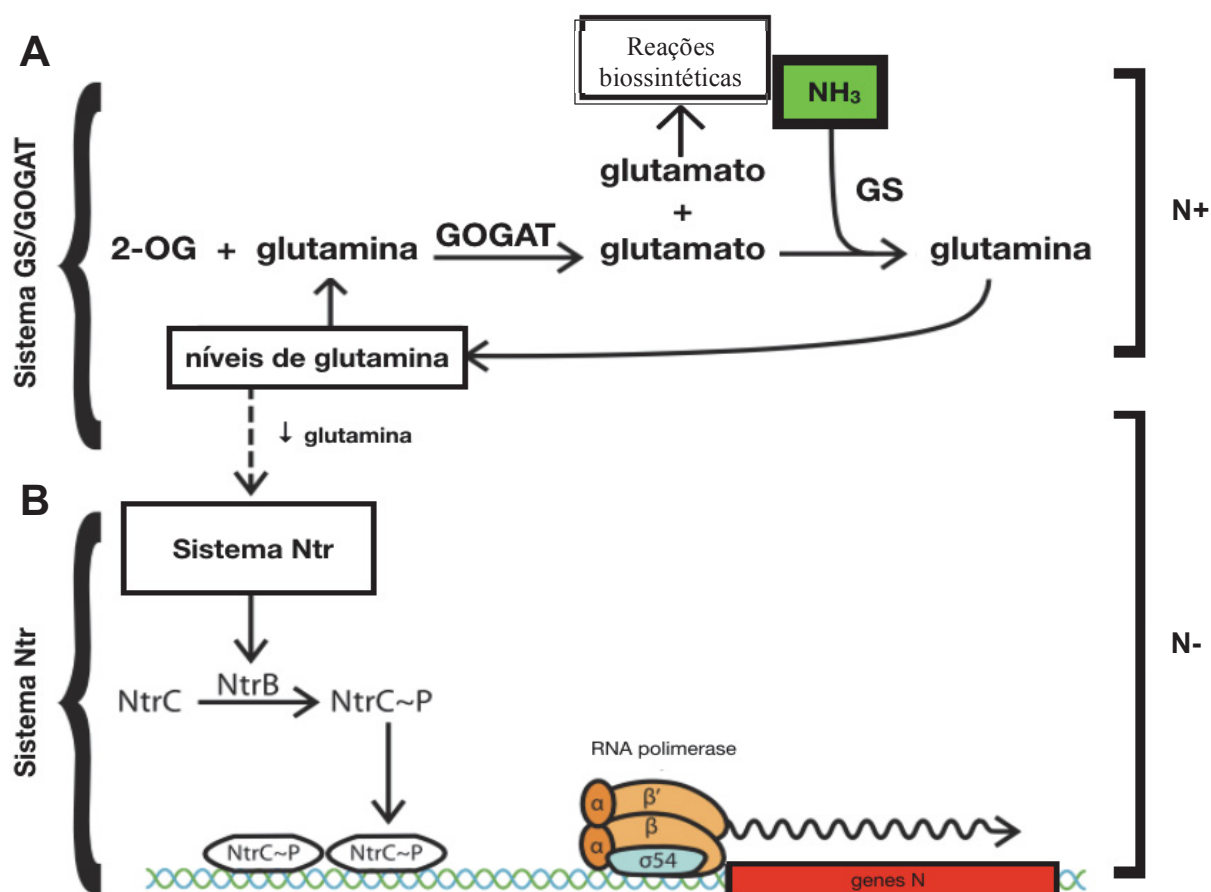 A
Sistema GS/GOGAT
Reações
biossintéticas
NH₃
glutamato
+
GS
N+
2-OG + glutamina
GOGAT
glutamato
glutamina
níveis de glutamina
↓ glutamina
B
Sistema Ntr
Sistema Ntr
N-
NtrC
NtrB
NtrC~P
RNA polimerase
α
β'
β
α
σ54
NtrC~P
NtrC~P
genes N